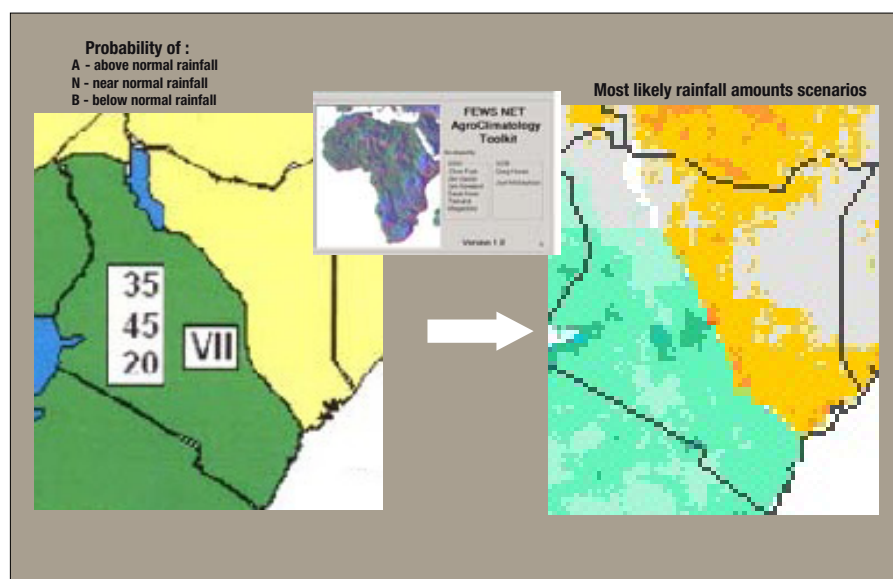 Probability of :
A - above normal rainfall
N - near normal rainfall
B - below normal rainfall
FEWS NET
AgroClimatology
Toolkit
Version 1.0
Most likely rainfall amounts scenarios
35
45
20
VII